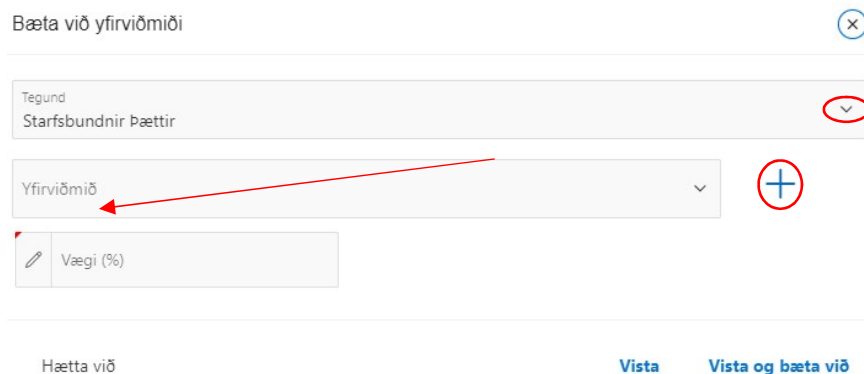 Bæta við yfirviðmiði
Tegund
Starfsbundnir Þættir
Yfirviðmið
Vægi (%)
Hætta við Vista Vista og bæta við